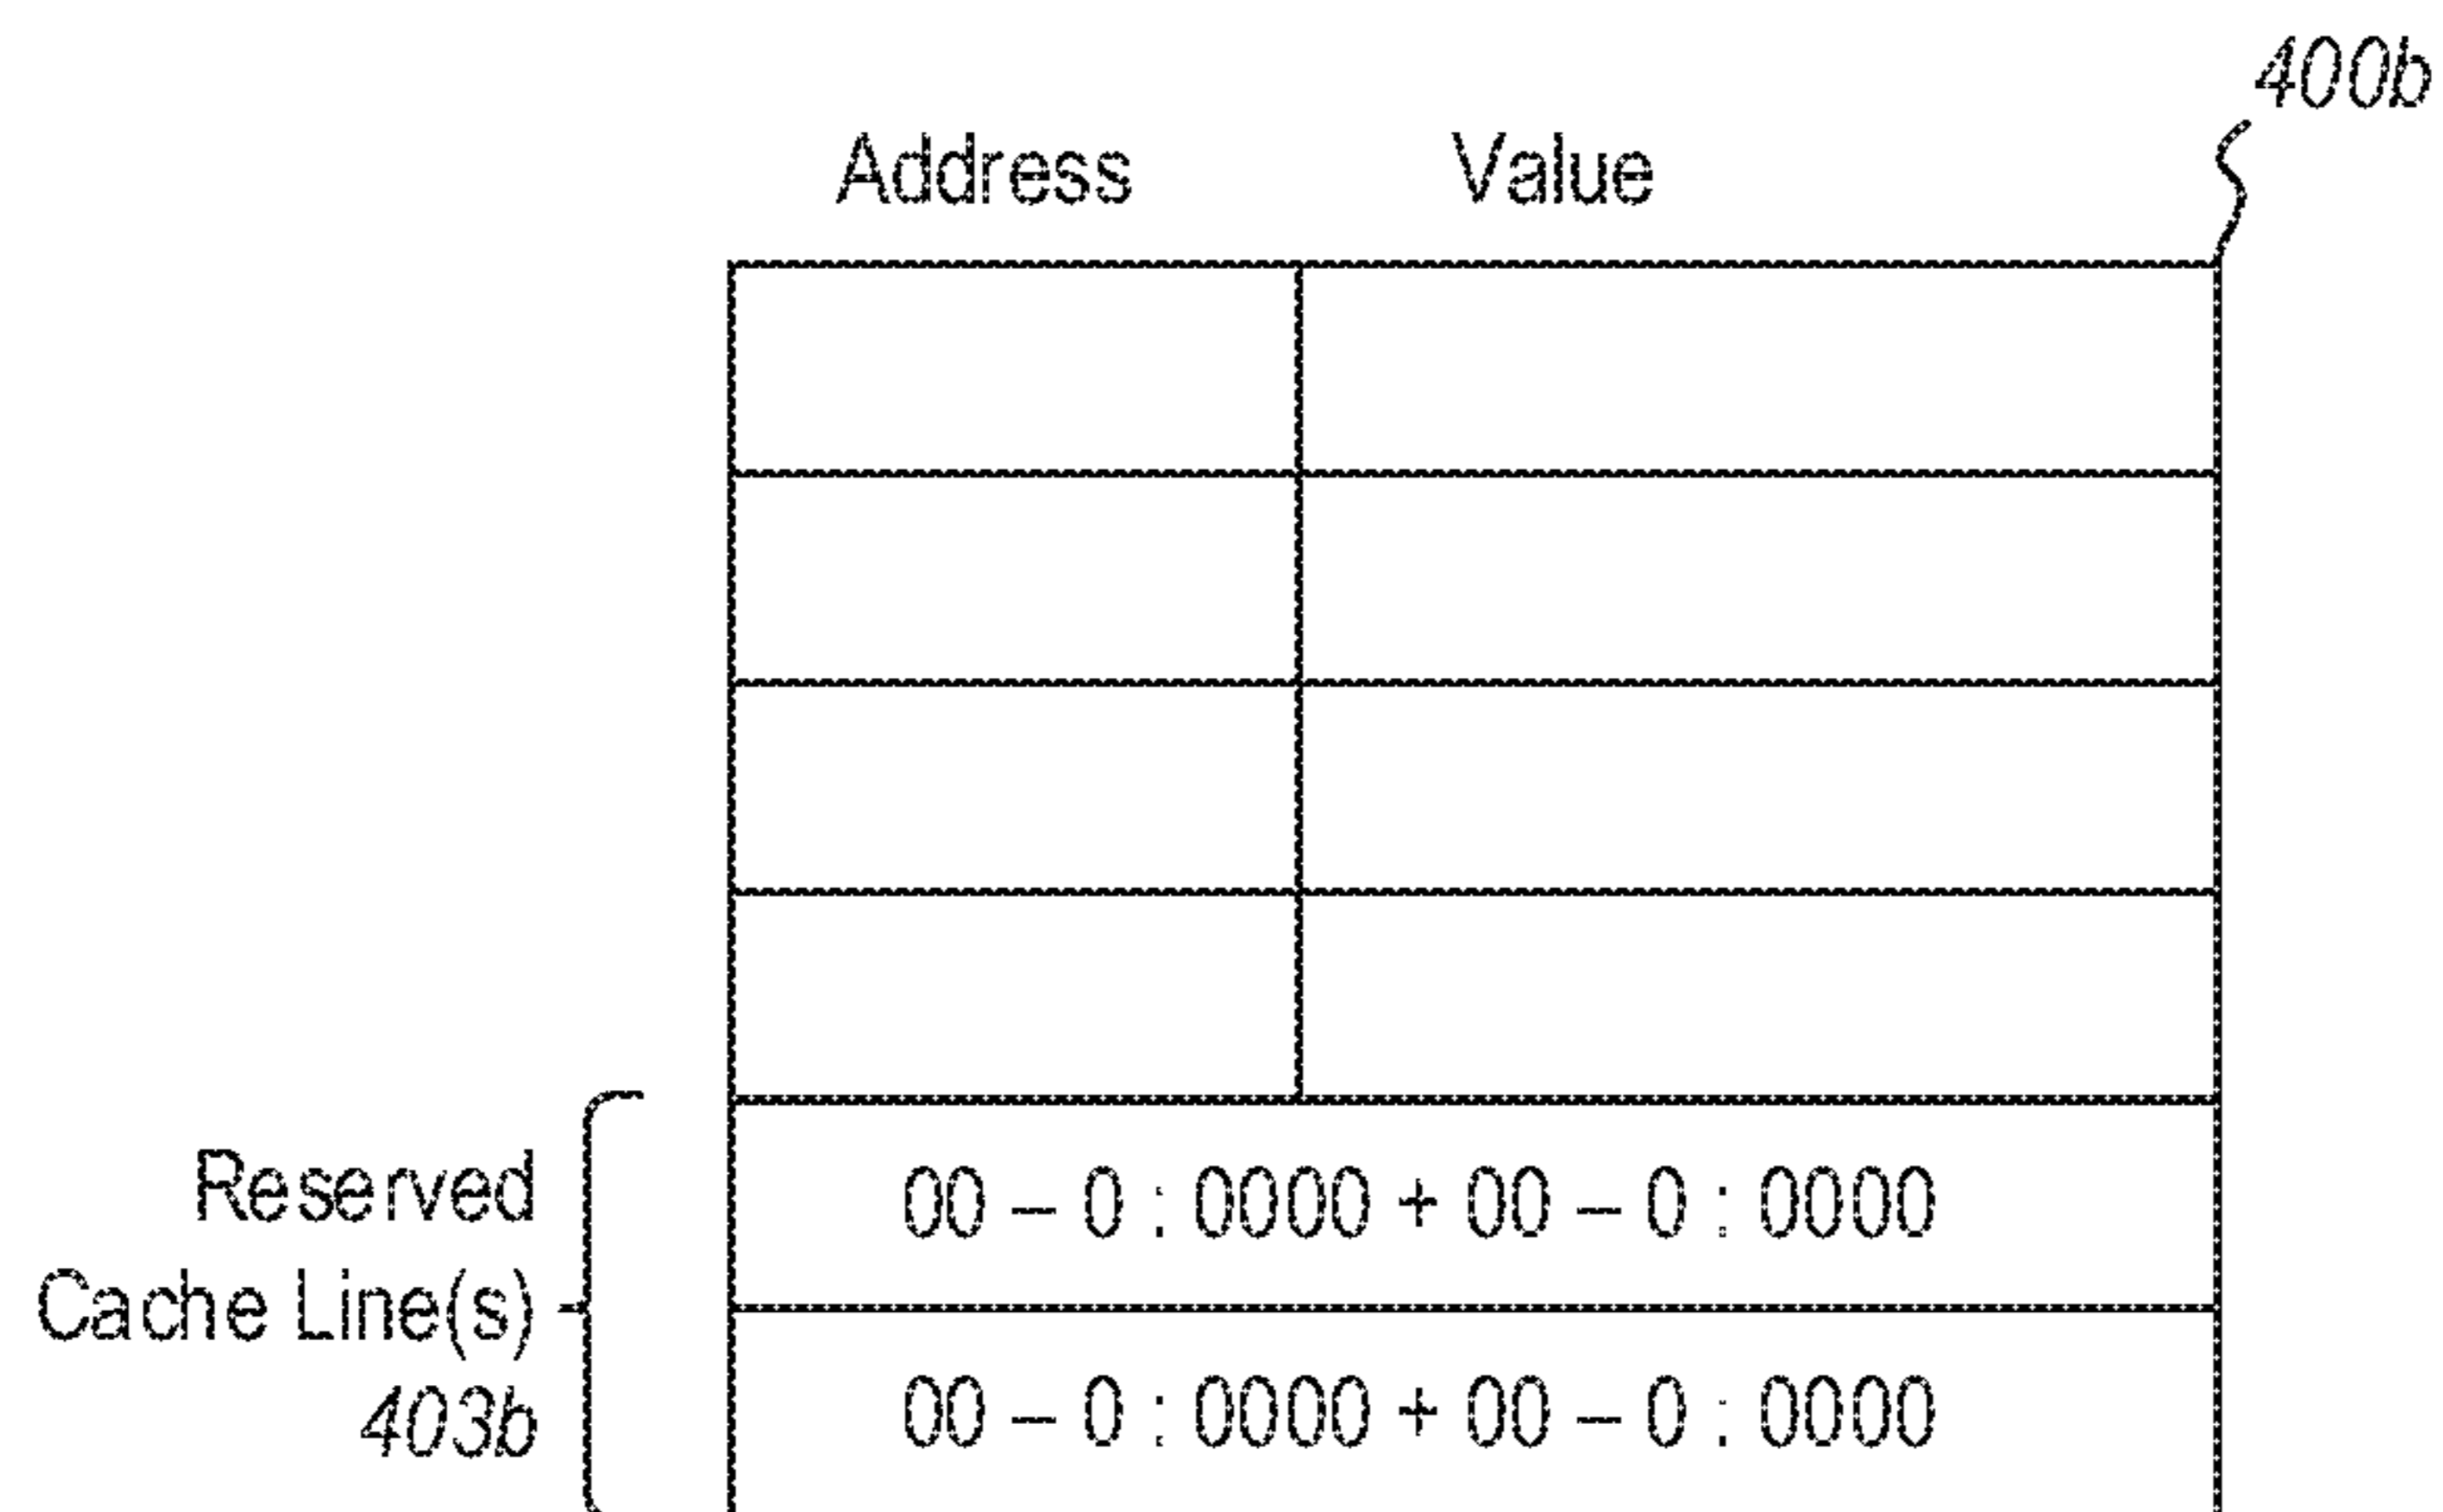 400b
Address Value
Reserved
Cache Line(s)
403b
00 – 0 : 0000 + 00 – 0 : 0000
00 – 0 : 0000 + 00 – 0 : 0000